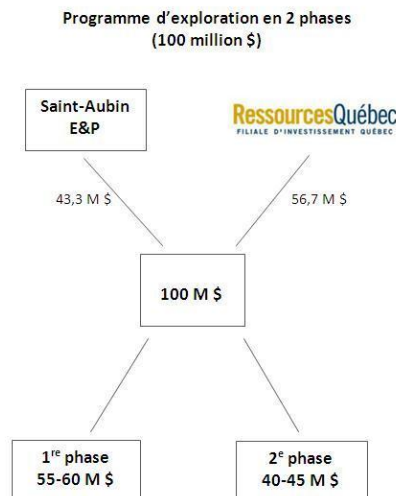 Programme d'exploration en 2 phases
(100 million $)
Saint-Aubin
E&P
RessourcesQuébec
FILIALE D'INVESTISSEMENT QUÉBEC
43,3 M $
56,7 M $
100 M $
1re phase
55-60 M $
2e phase
40-45 M $